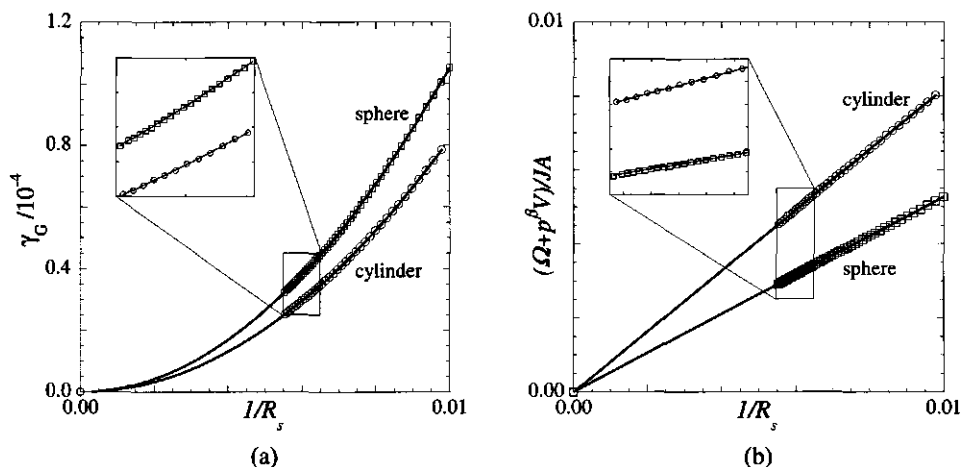 1.2
0.8
0.4
0.0
γ_G /10^-4
sphere
cylinder
0.00
1/R_s
0.01
(a)
0.01
0.00
(Ω+p^βV)/JA
cylinder
sphere
0.00
1/R_s
0.01
(b)